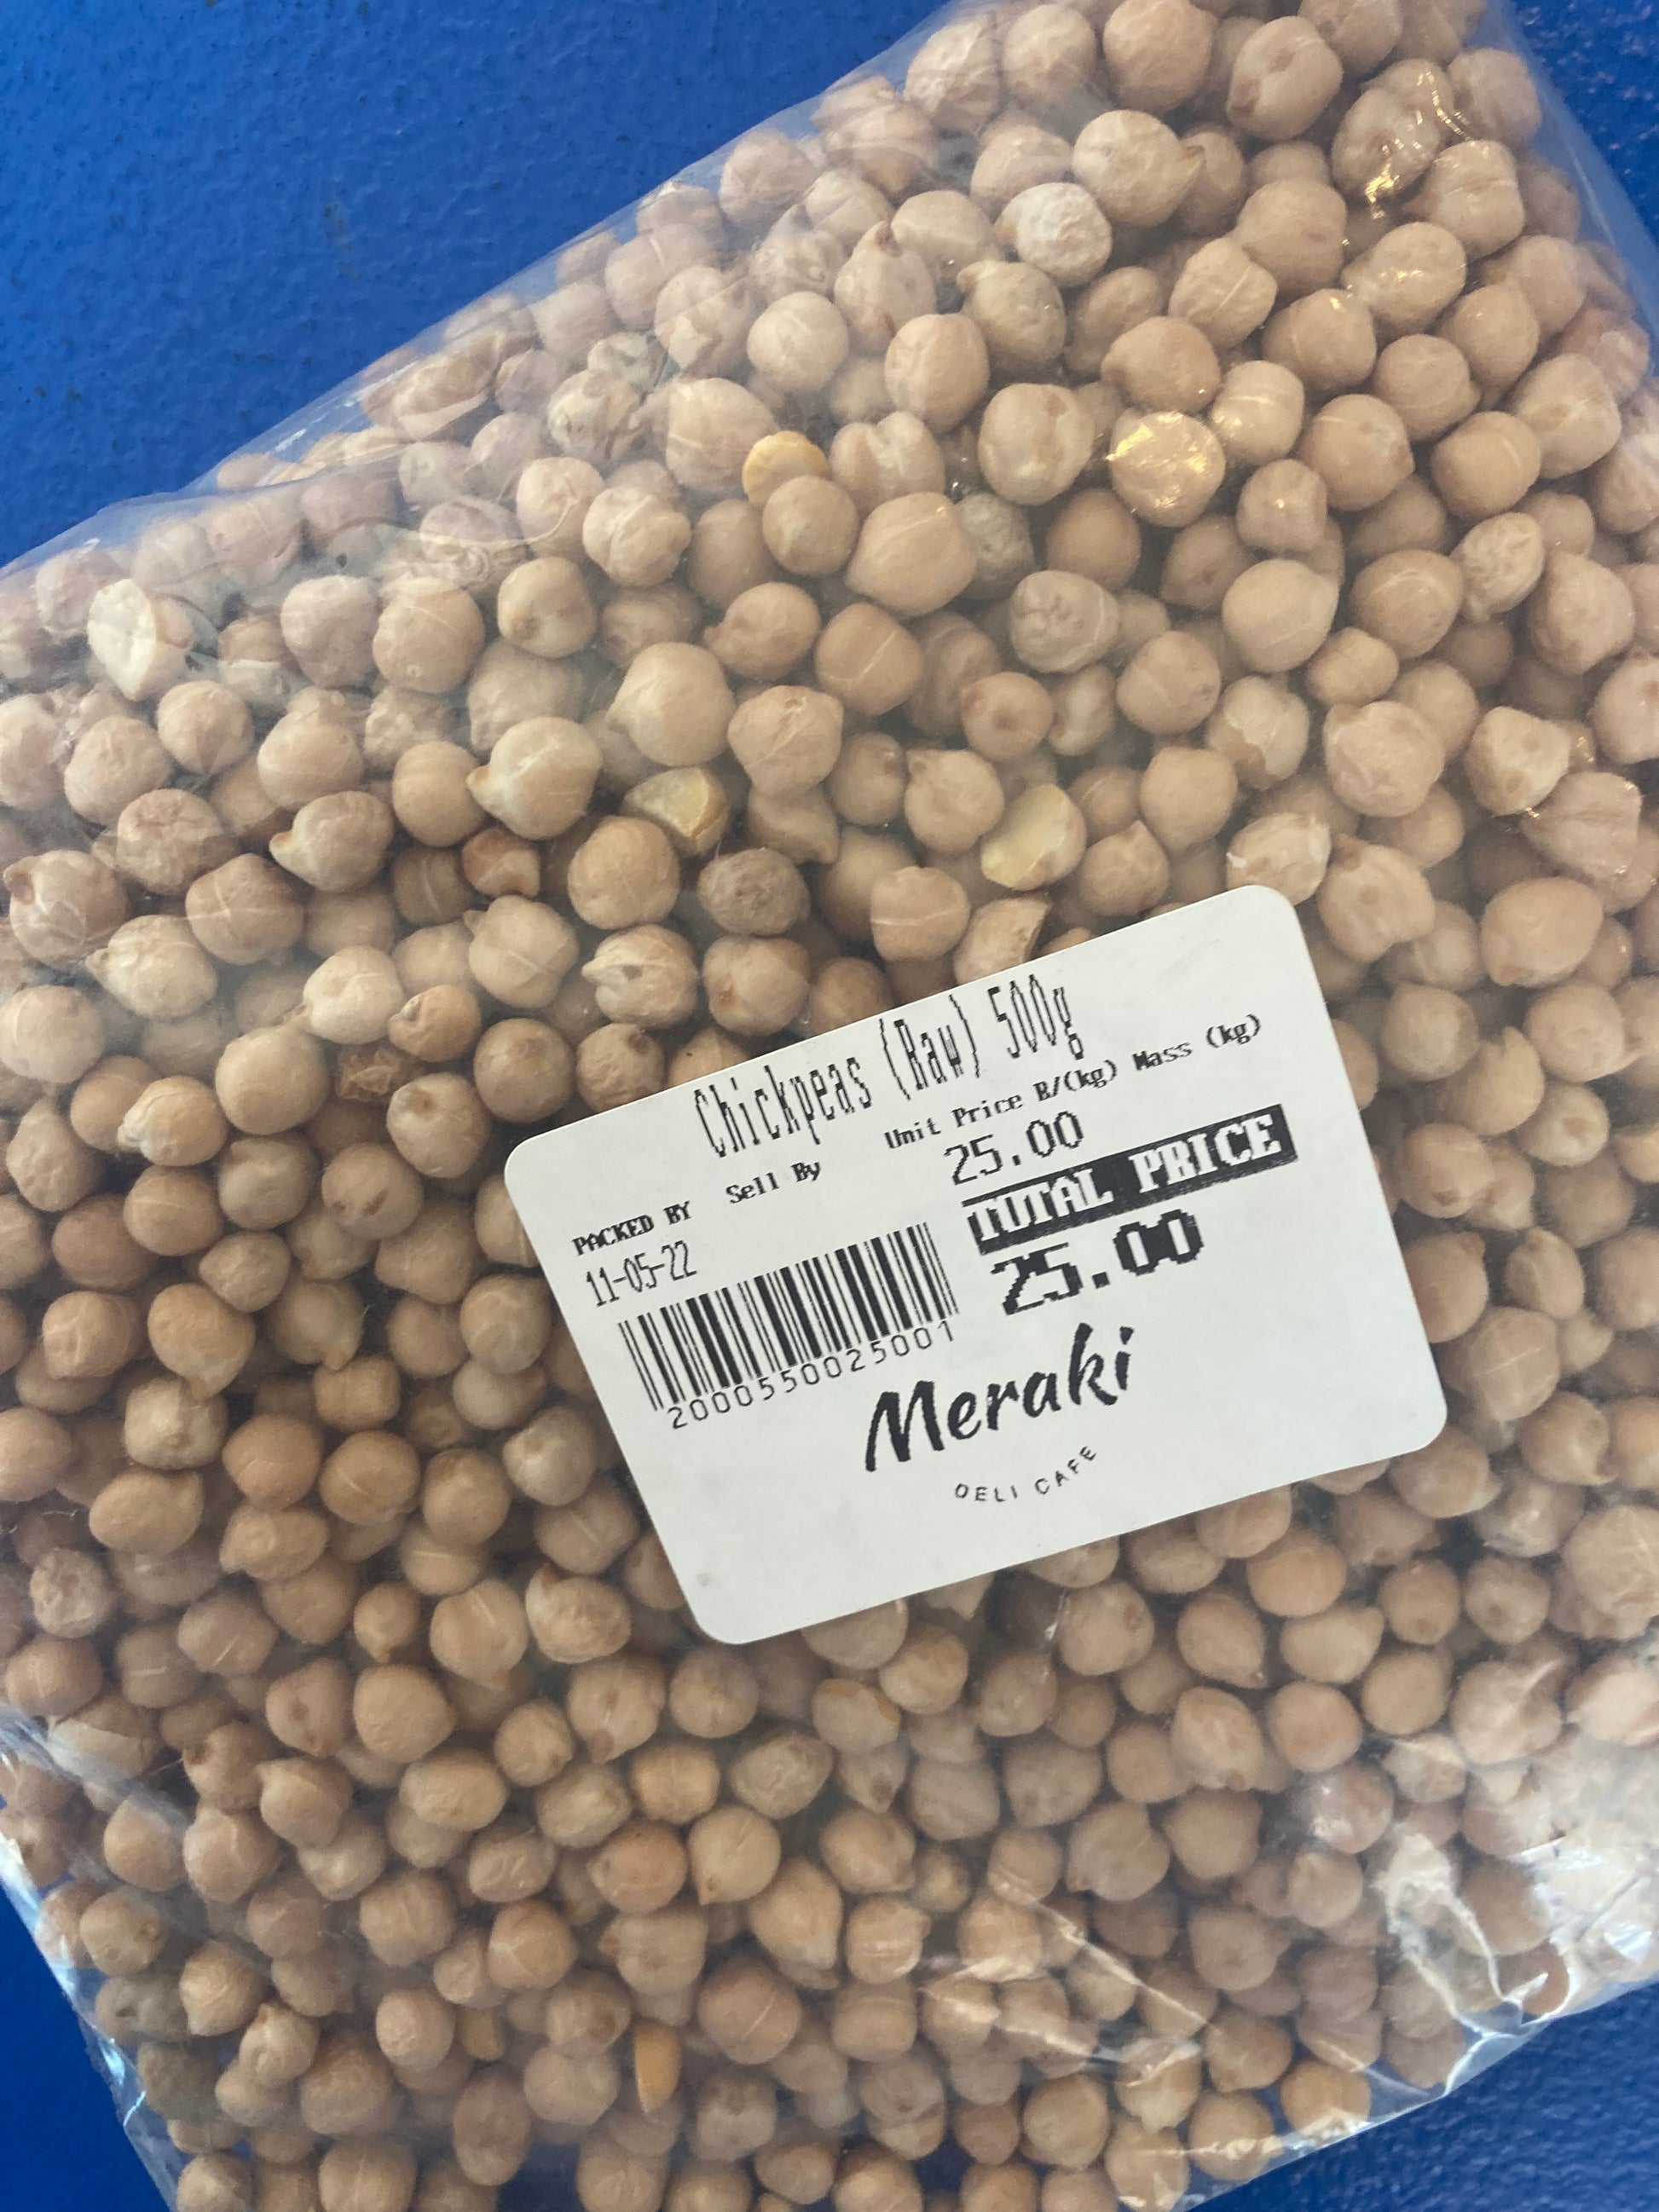 Chickpeas (Raw) 500g
PACKED BY Sell By Unit Price R/(kg) Mass (kg)
11-05-22 25.00
TOTAL PRICE
25.00
2000550025001
Meraki
DELI CAFE